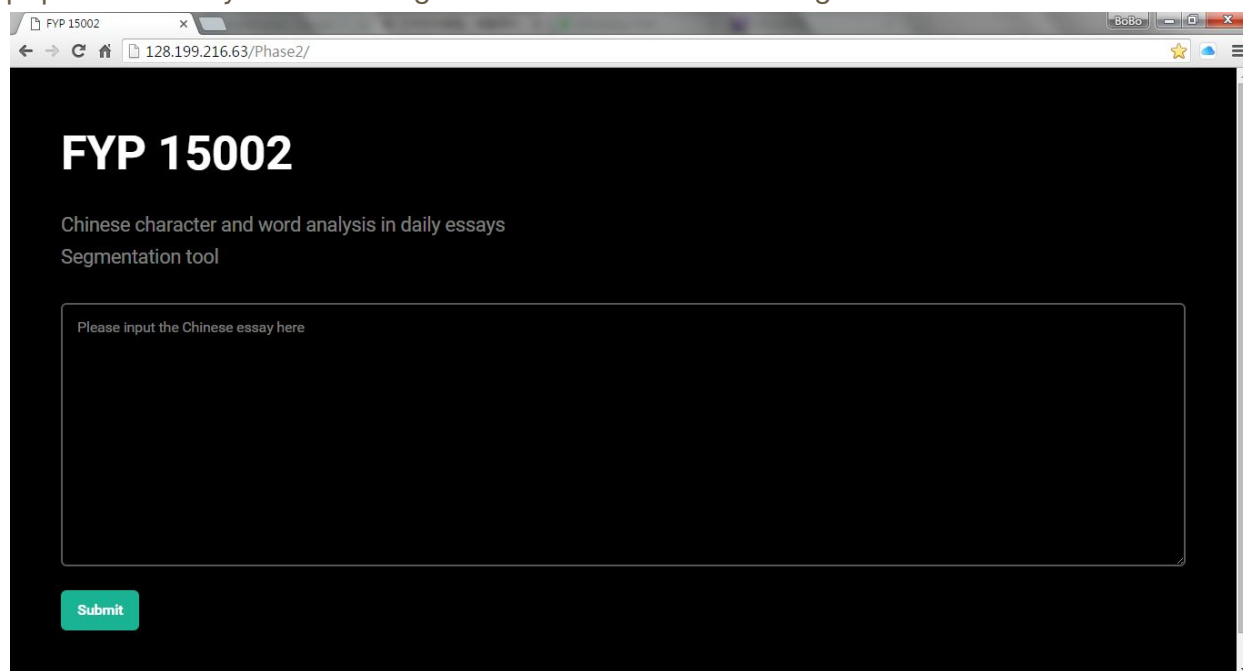 FYP 15002
BoBo
128.199.216.63/Phase2/
FYP 15002
Chinese character and word analysis in daily essays
Segmentation tool
Please input the Chinese essay here
Submit